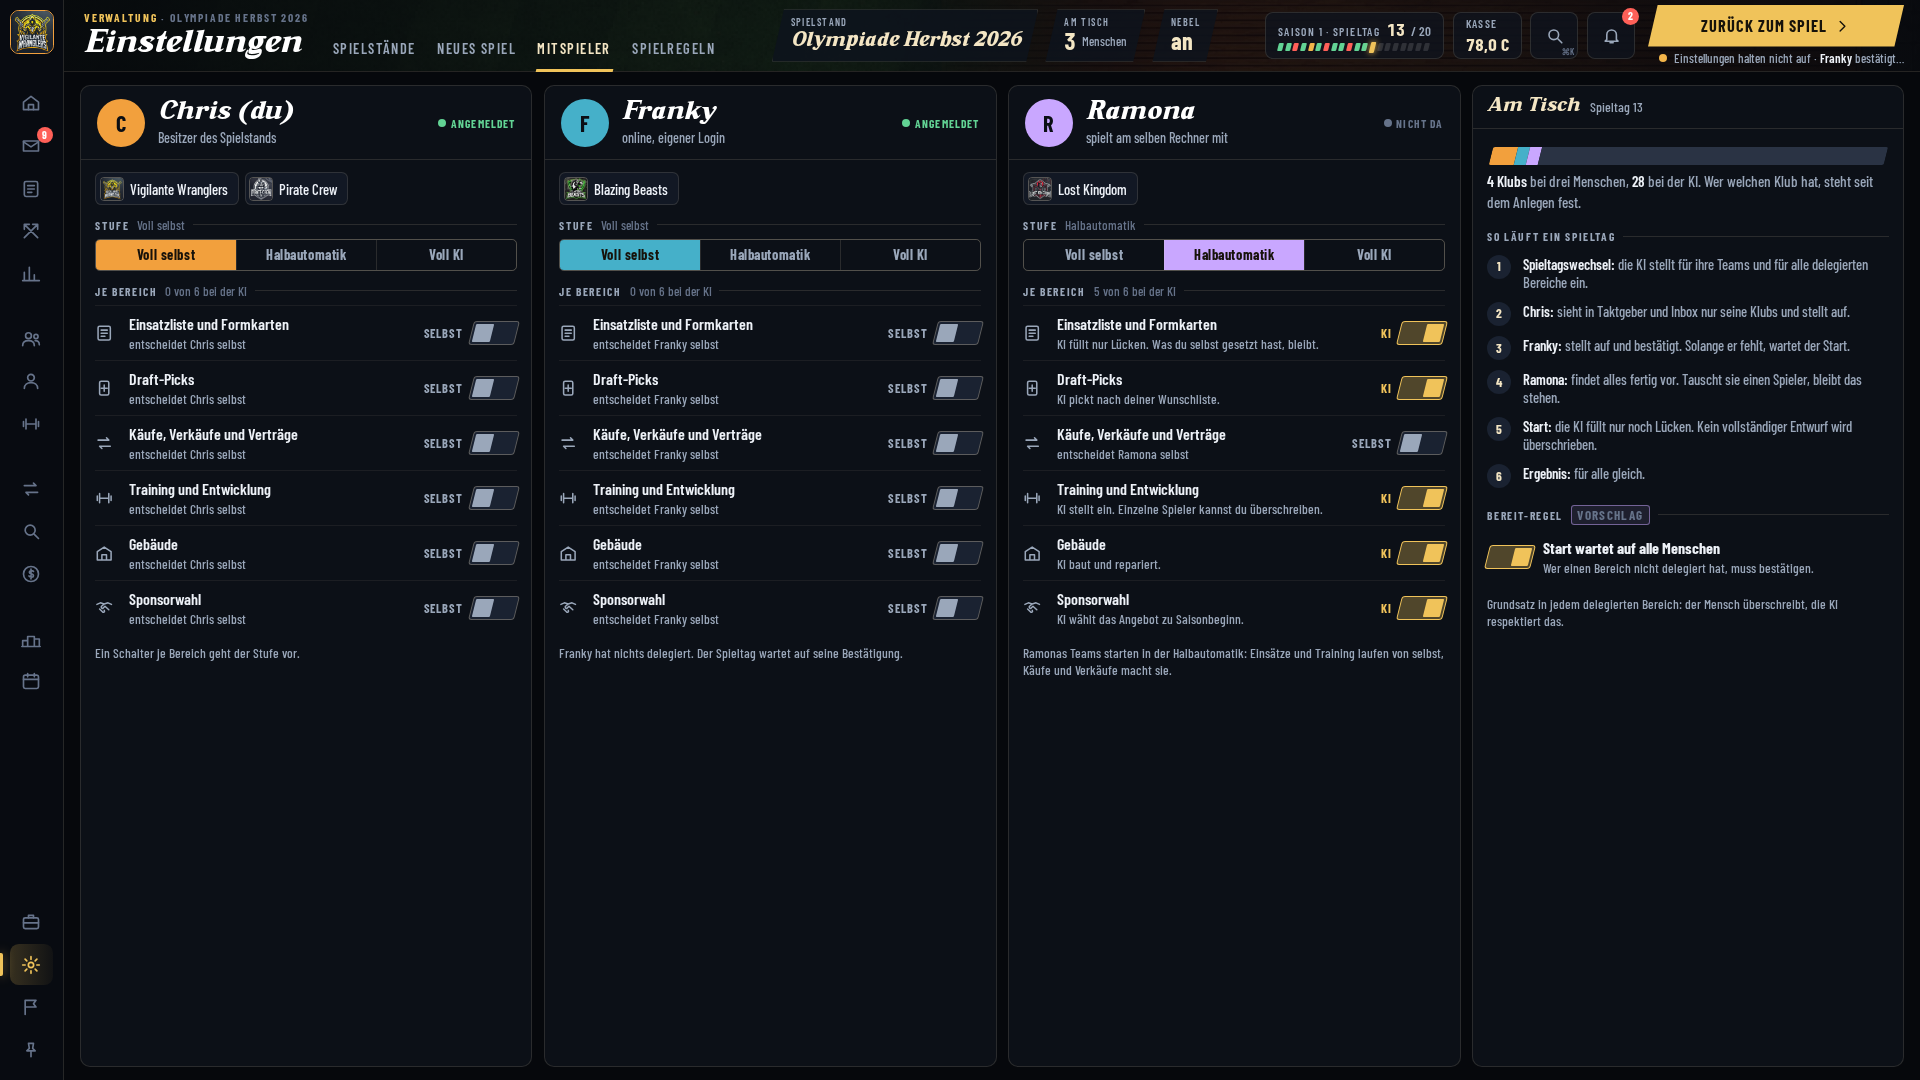 VERWALTUNG · OLYMPIADE HERBST 2026
Einstellungen
SPIELSTÄNDE
NEUES SPIEL
MITSPIELER
SPIELREGELN
SPIELSTAND
Olympiade Herbst 2026
AM TISCH
3 Menschen
NEBEL
an
SAISON 1 · SPIELTAG 13 / 20
KASSE
78,0 C
⌘K
2
ZURÜCK ZUM SPIEL
Einstellungen halten nicht auf · Franky bestätigt…
9
C
Chris (du)
Besitzer des Spielstands
ANGEMELDET
Vigilante Wranglers
Pirate Crew
STUFE Voll selbst
Voll selbst
Halbautomatik
Voll KI
JE BEREICH 0 von 6 bei der KI
Einsatzliste und Formkarten
entscheidet Chris selbst
SELBST
Draft-Picks
entscheidet Chris selbst
SELBST
Käufe, Verkäufe und Verträge
entscheidet Chris selbst
SELBST
Training und Entwicklung
entscheidet Chris selbst
SELBST
Gebäude
entscheidet Chris selbst
SELBST
Sponsorwahl
entscheidet Chris selbst
SELBST
Ein Schalter je Bereich geht der Stufe vor.
F
Franky
online, eigener Login
ANGEMELDET
Blazing Beasts
STUFE Voll selbst
Voll selbst
Halbautomatik
Voll KI
JE BEREICH 0 von 6 bei der KI
Einsatzliste und Formkarten
entscheidet Franky selbst
SELBST
Draft-Picks
entscheidet Franky selbst
SELBST
Käufe, Verkäufe und Verträge
entscheidet Franky selbst
SELBST
Training und Entwicklung
entscheidet Franky selbst
SELBST
Gebäude
entscheidet Franky selbst
SELBST
Sponsorwahl
entscheidet Franky selbst
SELBST
Franky hat nichts delegiert. Der Spieltag wartet auf seine Bestätigung.
R
Ramona
spielt am selben Rechner mit
NICHT DA
Lost Kingdom
STUFE Halbautomatik
Voll selbst
Halbautomatik
Voll KI
JE BEREICH 5 von 6 bei der KI
Einsatzliste und Formkarten
KI füllt nur Lücken. Was du selbst gesetzt hast, bleibt.
KI
Draft-Picks
KI pickt nach deiner Wunschliste.
KI
Käufe, Verkäufe und Verträge
entscheidet Ramona selbst
SELBST
Training und Entwicklung
KI stellt ein. Einzelne Spieler kannst du überschreiben.
KI
Gebäude
KI baut und repariert.
KI
Sponsorwahl
KI wählt das Angebot zu Saisonbeginn.
KI
Ramonas Teams starten in der Halbautomatik: Einsätze und Training laufen von selbst,
Käufe und Verkäufe macht sie.
Am Tisch Spieltag 13
4 Klubs bei drei Menschen, 28 bei der KI. Wer welchen Klub hat, steht seit
dem Anlegen fest.
SO LÄUFT EIN SPIELTAG
1
Spieltagswechsel: die KI stellt für ihre Teams und für alle delegierten
Bereiche ein.
2
Chris: sieht in Taktgeber und Inbox nur seine Klubs und stellt auf.
3
Franky: stellt auf und bestätigt. Solange er fehlt, wartet der Start.
4
Ramona: findet alles fertig vor. Tauscht sie einen Spieler, bleibt das
stehen.
5
Start: die KI füllt nur noch Lücken. Kein vollständiger Entwurf wird
überschrieben.
6
Ergebnis: für alle gleich.
BEREIT-REGEL VORSCHLAG
Start wartet auf alle Menschen
Wer einen Bereich nicht delegiert hat, muss bestätigen.
Grundsatz in jedem delegierten Bereich: der Mensch überschreibt, die KI
respektiert das.